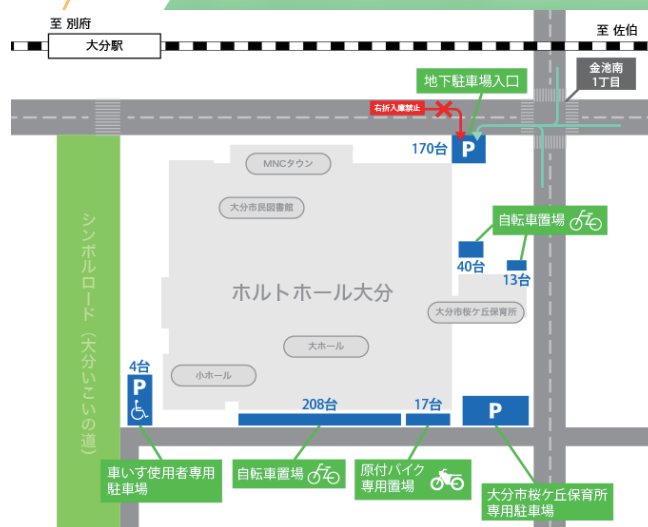 至 別府
大分駅
至 佐伯
金池南
1丁目
地下駐車場入口
右折入庫禁止
170台
P
MNCタウン
大分市民図書館
自転車置場
40台
13台
ホルトホール大分
大分市桜ケ丘保育所
大ホール
小ホール
シンボルロード（大分いこいの道）
4台
P
208台
17台
P
車いす使用者専用
駐車場
自転車置場
原付バイク
専用置場
大分市桜ケ丘保育所
専用駐車場